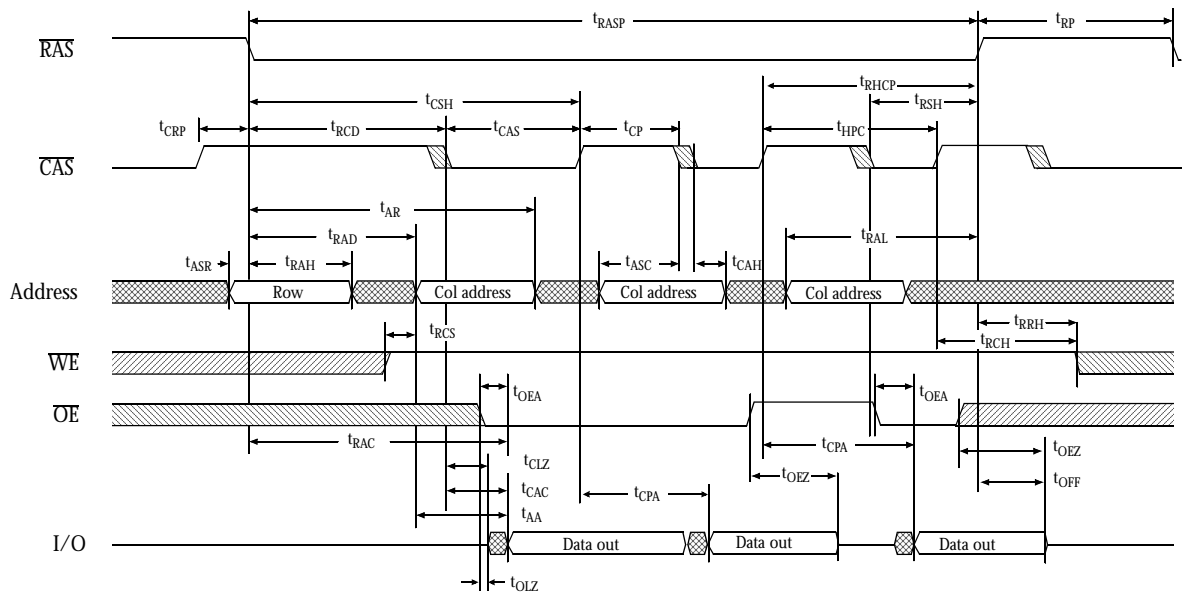 tRASP tRP
RAS
tRHCP
tCSH tRSH
tCRP tRCD tCAS tCP tHPC
CAS
tAR
tRAD tRAL
tASR tRAH tASC tCAH
Address Row Col address Col address Col address
tRCS tRRH
tRCH
WE
tOEA tOEA
OE
tRAC tCPA
tCLZ tOEZ
tCAC tCPA tOEZ tOFF
tAA
I/O Data out Data out Data out
tOLZ